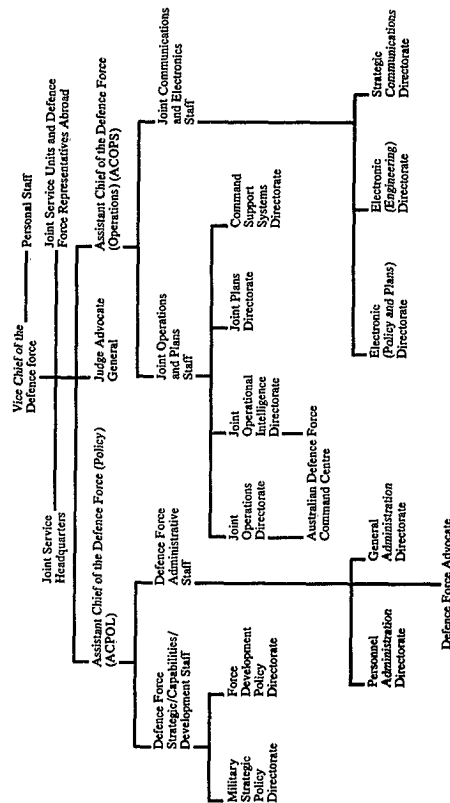 Vice Chief of the
Defence force
Personal Staff
Joint Service
Headquarters
Joint Service Units and Defence
Force Representatives Abroad
Assistant Chief of the Defence Force (Policy)
(ACPOL)
Judge Advocate
General
Assistant Chief of the Defence Force
(Operations) (ACOPS)
Defence Force
Strategic/Capabilities/
Development Staff
Defence Force
Administrative
Staff
Joint Operations
and Plans
Staff
Joint Communications
and Electronics
Staff
Military
Strategic
Policy
Directorate
Force
Development
Policy
Directorate
Joint
Operations
Directorate
Joint
Operational
Intelligence
Directorate
Joint Plans
Directorate
Command
Support
Systems
Directorate
Australian Defence Force
Command Centre
Personnel
Administration
Directorate
General
Administration
Directorate
Defence Force Advocate
Electronic
(Policy and Plans)
Directorate
Electronic
(Engineering)
Directorate
Strategic
Communications
Directorate